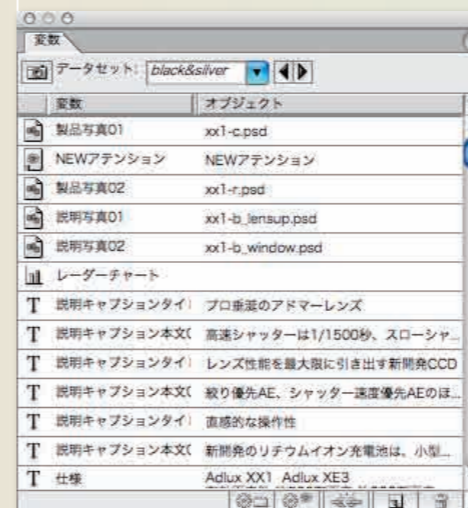 変数
データセット: black&silver
変数 オブジェクト
製品写真01 xx1-c.psd
NEWアテンション NEWアテンション
製品写真02 xx1-r.psd
説明写真01 xx1-b_lensup.psd
説明写真02 xx1-b_window.psd
レーダーチャート
T 説明キャプションタイ プロ垂涎のアドマーレンズ
T 説明キャプション本文( 高速シャッターは1/1500秒、スローシャ...
T 説明キャプションタイ レンズ性能を最大限に引き出す新開発CCD
T 説明キャプション本文( 絞り優先AE、シャッター速度優先AEのほ...
T 説明キャプションタイ 直感的な操作性
T 説明キャプション本文( 新開発のリチウムイオン充電池は、小型...
T 仕様 Adlux XX1 Adlux XE3